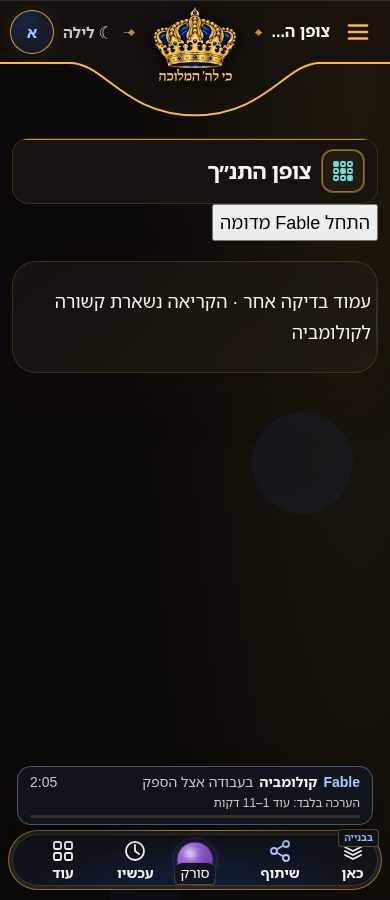 צופן ה...
☾ לילה
א
כי לה' המלוכה
צופן התנ״ך
התחל Fable מדומה
עמוד בדיקה אחר · הקריאה נשארת קשורה
לקולומביה
Fable קולומביה בעבודה אצל הספק
2:05
הערכה בלבד: עוד 1–11 דקות
בבנייה
כאן
שיתוף
סורק
עכשיו
עוד